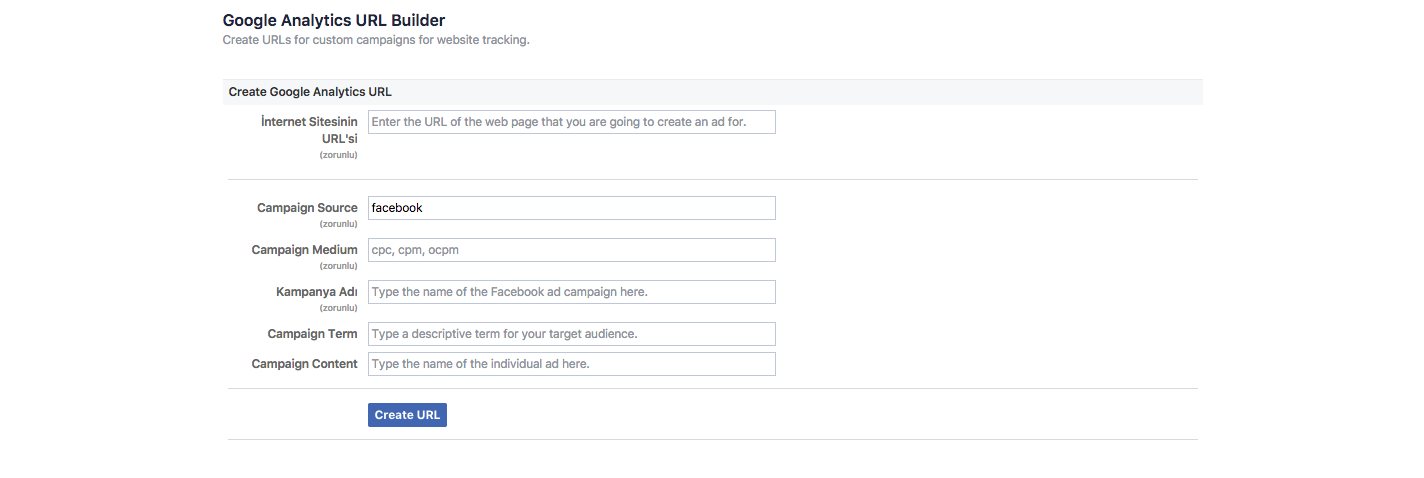 Google Analytics URL Builder
Create URLs for custom campaigns for website tracking.
Create Google Analytics URL
İnternet Sitesinin
URL'si
(zorunlu)
Enter the URL of the web page that you are going to create an ad for.
Campaign Source
(zorunlu)
facebook
Campaign Medium
(zorunlu)
cpc, cpm, ocpm
Kampanya Adı
(zorunlu)
Type the name of the Facebook ad campaign here.
Campaign Term
Type a descriptive term for your target audience.
Campaign Content
Type the name of the individual ad here.
Create URL